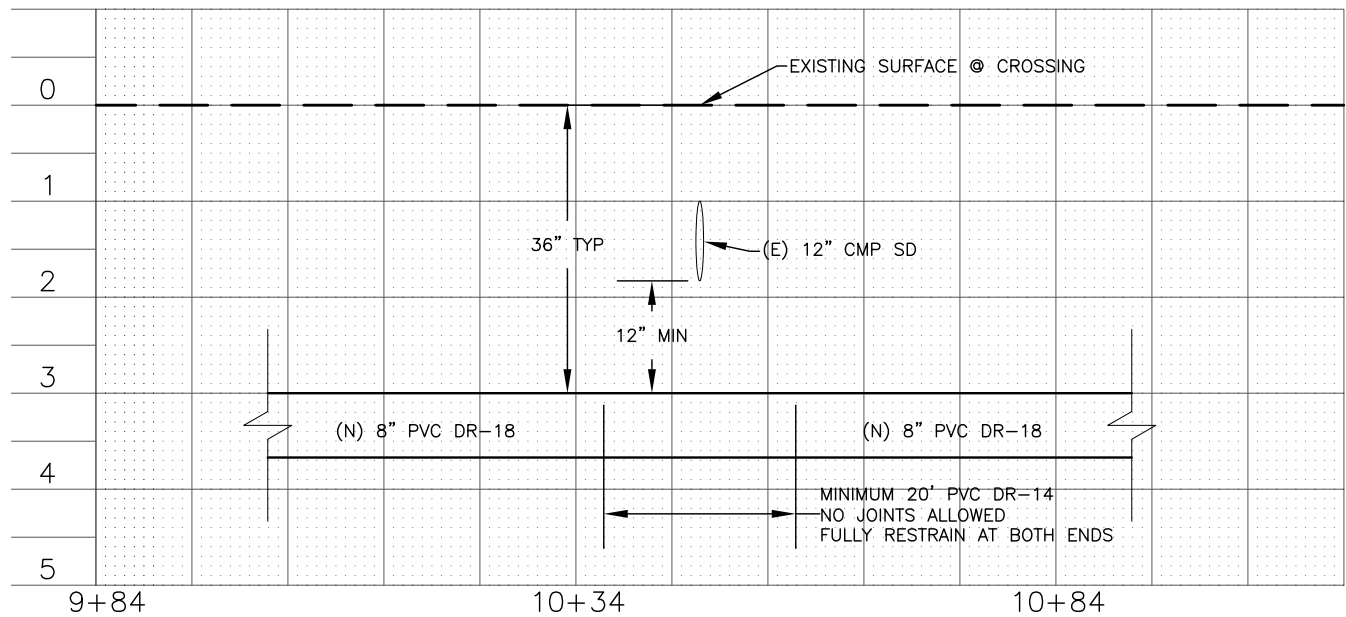 EXISTING SURFACE @ CROSSING
0
1
36” TYP
(E) 12” CMP SD
2
12” MIN
3
(N) 8” PVC DR-18
(N) 8” PVC DR-18
4
MINIMUM 20' PVC DR-14
NO JOINTS ALLOWED
FULLY RESTRAIN AT BOTH ENDS
5
9+84
10+34
10+84